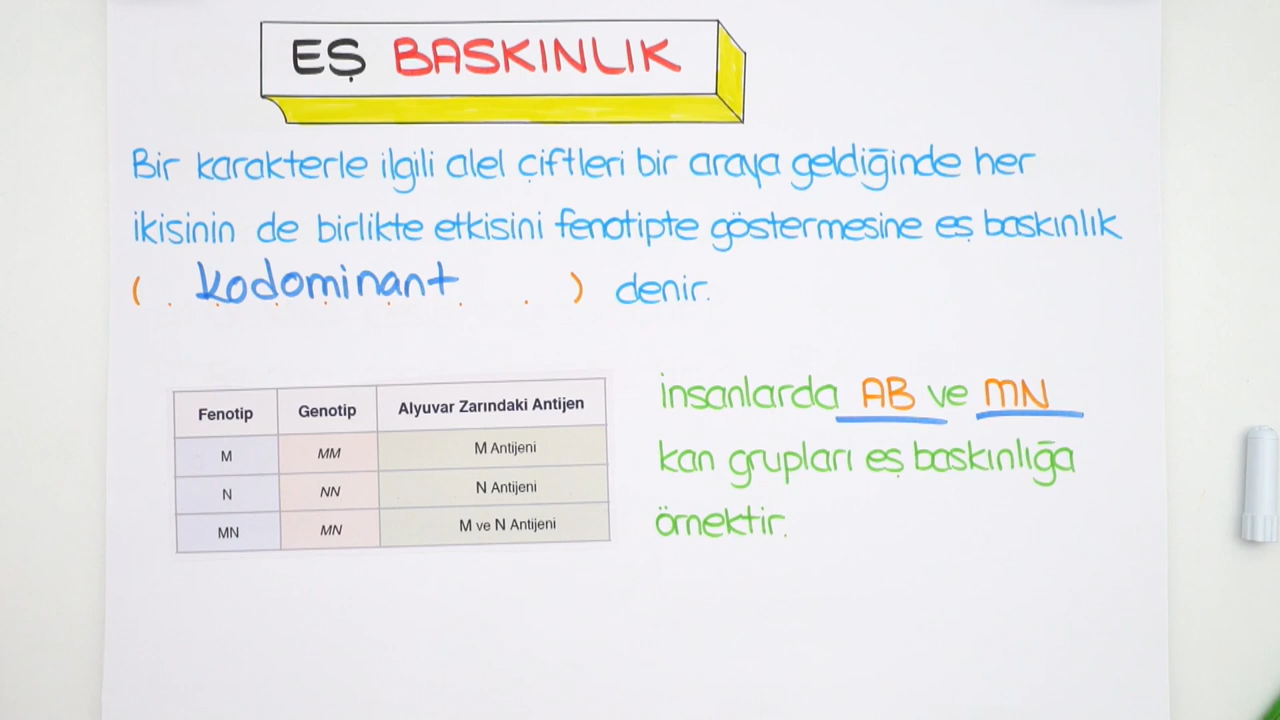 EŞ BASKINLIK
Bir karakterle ilgili alel çiftleri bir araya geldiğinde her
ikisinin de birlikte etkisini fenotipte göstermesine eş baskınlık
( . kodominant . . ) denir.
Fenotip Genotip Alyuvar Zarındaki Antijen
M MM M Antijeni
N NN N Antijeni
MN MN M ve N Antijeni
İnsanlarda AB ve MN
kan grupları eş baskınlığa
örnektir.